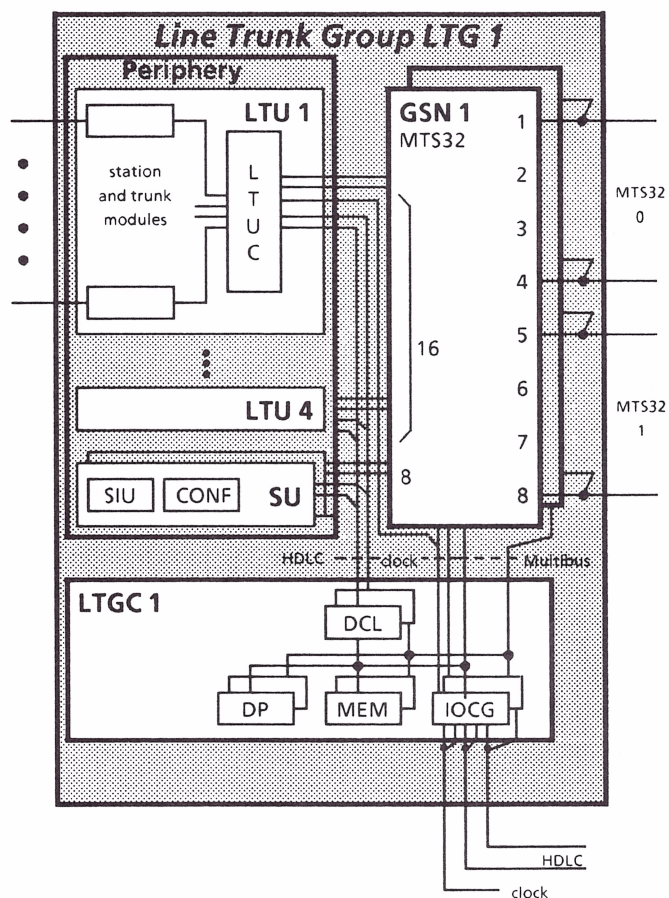 Line Trunk Group LTG 1
Periphery
LTU 1
station
and trunk
modules
L
T
U
C
GSN 1
MTS32
1
2
3
4
5
6
7
8
16
8
MTS32
0
MTS32
1
LTU 4
SIU
CONF
SU
HDLC
clock
Multibus
LTGC 1
DCL
DP
MEM
IOCG
HDLC
clock